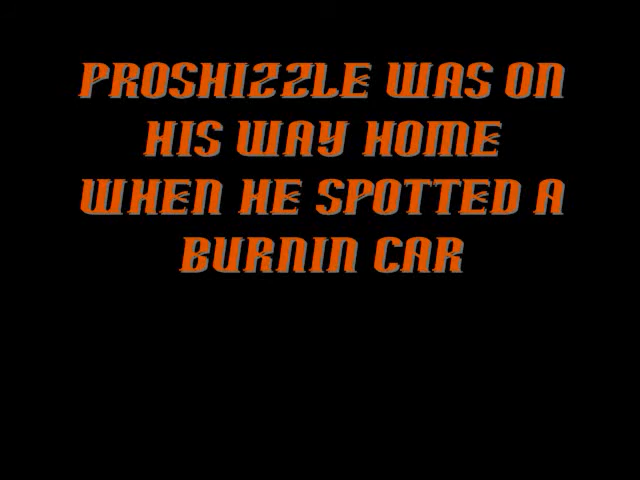 PROSHIZZLE WAS ON
HIS WAY HOME
WHEN HE SPOTTED A
BURNIN CAR